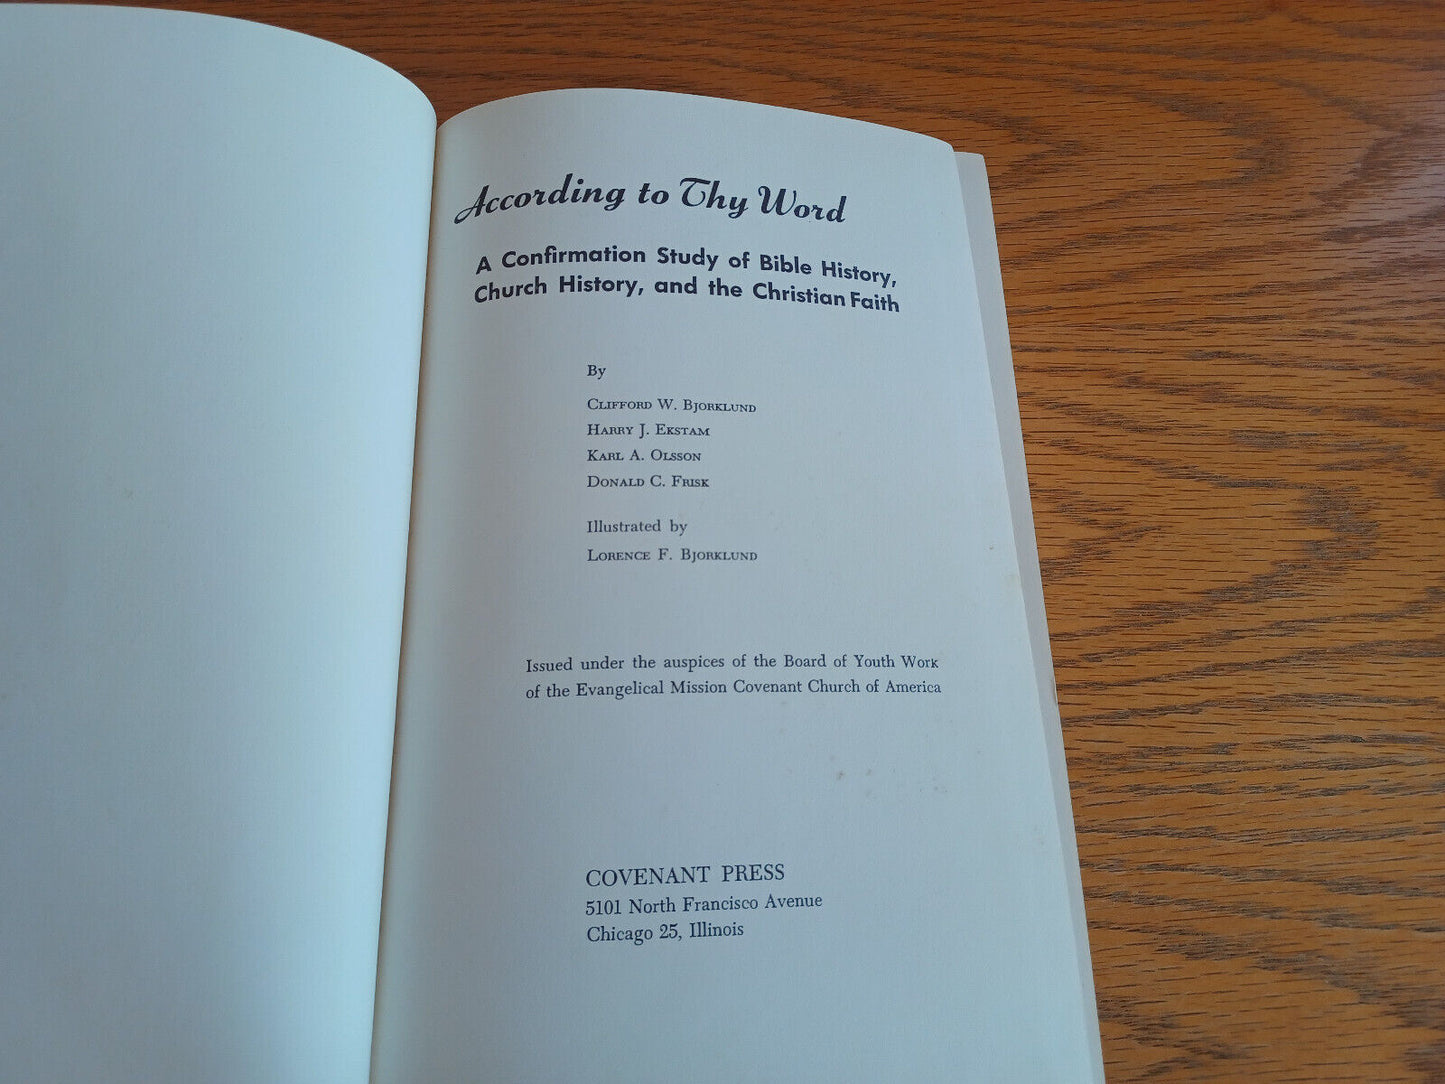 According to Thy Word
A Confirmation Study of Bible History,
Church History, and the Christian Faith
By
Clifford W. Bjorklund
Harry J. Ekstam
Karl A. Olsson
Donald C. Frisk
Illustrated by
Lorence F. Bjorklund
Issued under the auspices of the Board of Youth Work
of the Evangelical Mission Covenant Church of America
COVENANT PRESS
5101 North Francisco Avenue
Chicago 25, Illinois